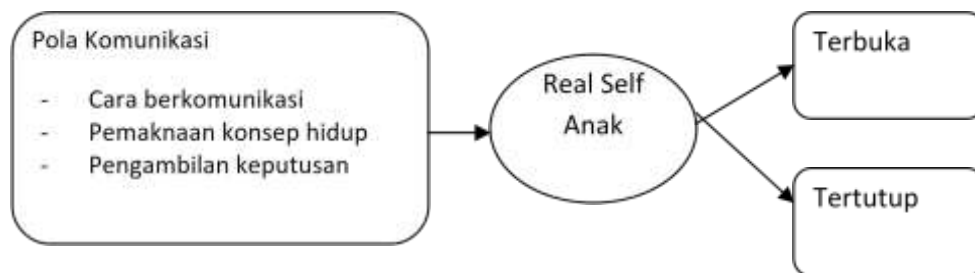 Pola Komunikasi
- Cara berkomunikasi
- Pemaknaan konsep hidup
- Pengambilan keputusan
Real Self
Anak
Terbuka
Tertutup